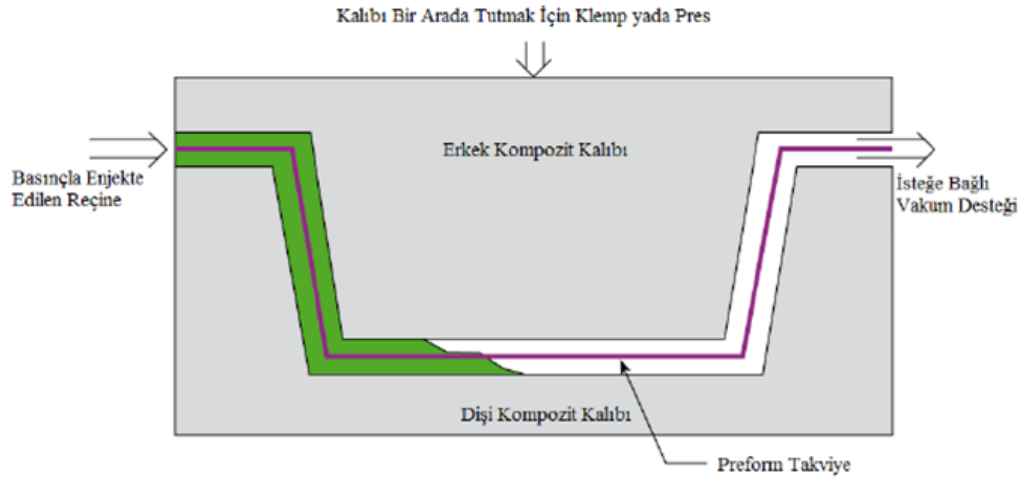 Kalıbı Bir Arada Tutmak İçin Klemp yada Pres
Erkek Kompozit Kalıbı
Basınçla Enjekte
Edilen Reçine
İsteğe Bağlı
Vakum Desteği
Dişi Kompozit Kalıbı
Preform Takviye